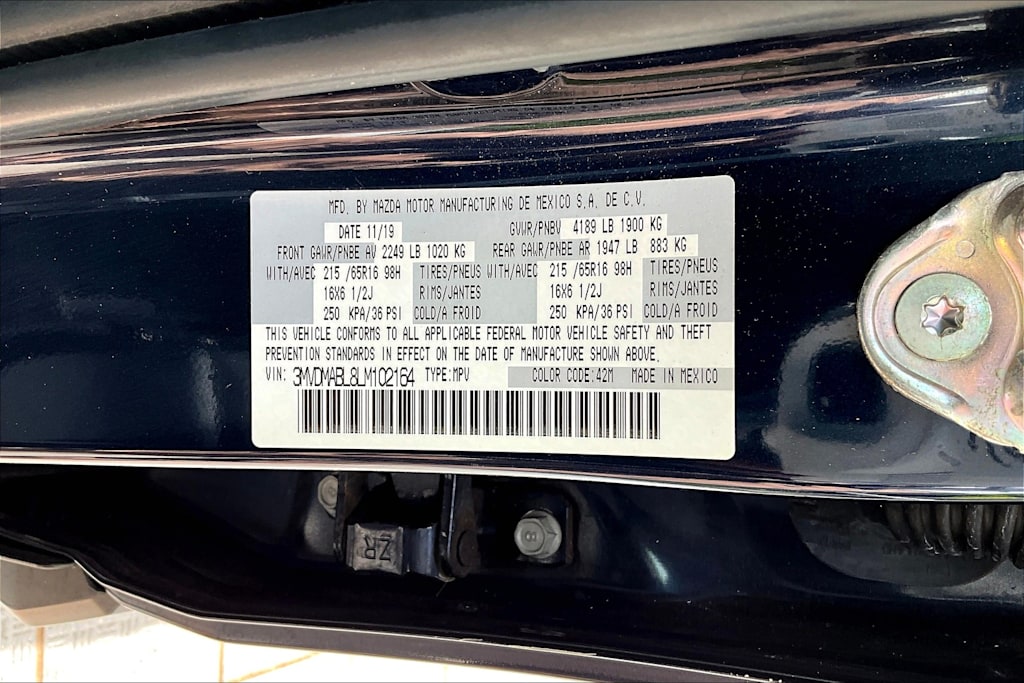 MFD. BY MAZDA MOTOR MANUFACTURING DE MEXICO S.A. DE C.V.
DATE 11/19 GVWR/PNBV 4189 LB 1900 KG
FRONT GAWR/PNBE AV 2249 LB 1020 KG REAR GAWR/PNBE AR 1947 LB 883 KG
WITH/AVEC 215 /65R16 98H TIRES/PNEUS WITH/AVEC 215 /65R16 98H TIRES/PNEUS
16X6 1/2J RIMS/JANTES 16X6 1/2J RIMS/JANTES
250 KPA/36 PSI COLD/A FROID 250 KPA/36 PSI COLD/A FROID
THIS VEHICLE CONFORMS TO ALL APPLICABLE FEDERAL MOTOR VEHICLE SAFETY AND THEFT
PREVENTION STANDARDS IN EFFECT ON THE DATE OF MANUFACTURE SHOWN ABOVE.
VIN: 3MVDMABL8LM102164 TYPE:MPV COLOR CODE:42M MADE IN MEXICO
ZR